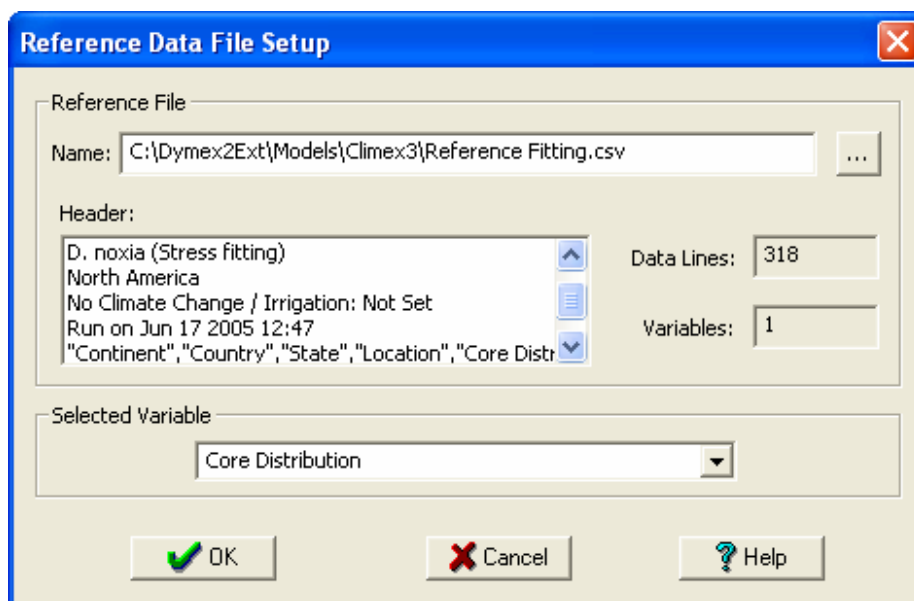 Reference Data File Setup
Reference File
Name: C:\Dymex2Ext\Models\Climex3\Reference Fitting.csv ...
Header:
D. noxia (Stress fitting)
North America
No Climate Change / Irrigation: Not Set
Run on Jun 17 2005 12:47
"Continent","Country","State","Location","Core Distr
Data Lines: 318
Variables: 1
Selected Variable
Core Distribution
OK Cancel Help